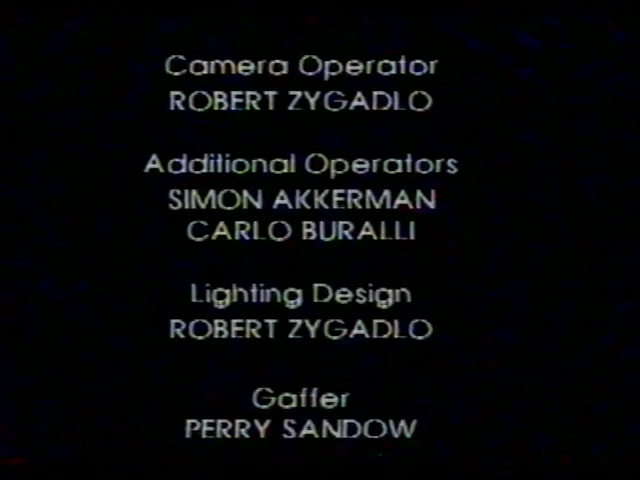 Camera Operator
ROBERT ZYGADLO
Additional Operators
SIMON AKKERMAN
CARLO BURALLI
Lighting Design
ROBERT ZYGADLO
Gaffer
PERRY SANDOW